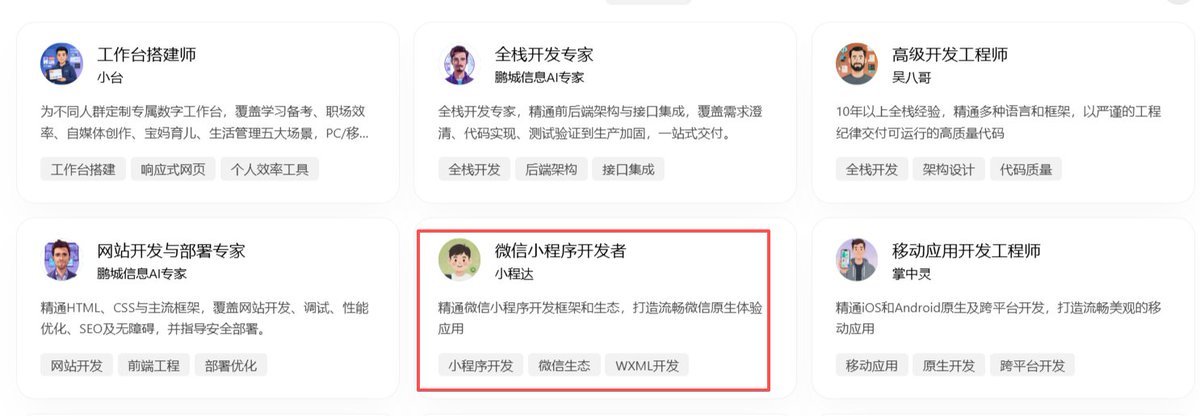 工作台搭建师
小台
为不同人群定制专属数字工作台，覆盖学习备考、职场效
率、自媒体创作、宝妈育儿、生活管理五大场景，PC/移...
工作台搭建 响应式网页 个人效率工具
全栈开发专家
鹏城信息AI专家
全栈开发专家，精通前后端架构与接口集成，覆盖需求澄
清、代码实现、测试验证到生产加固，一站式交付。
全栈开发 后端架构 接口集成
高级开发工程师
吴八哥
10年以上全栈经验，精通多种语言和框架，以严谨的工程
纪律交付可运行的高质量代码
全栈开发 架构设计 代码质量
网站开发与部署专家
鹏城信息AI专家
精通HTML、CSS与主流框架，覆盖网站开发、调试、性能
优化、SEO及无障碍，并指导安全部署。
网站开发 前端工程 部署优化
微信小程序开发者
小程达
精通微信小程序开发框架和生态，打造流畅微信原生体验
应用
小程序开发 微信生态 WXML开发
移动应用开发工程师
掌中灵
精通iOS和Android原生及跨平台开发，打造流畅美观的移
动应用
移动应用 原生开发 跨平台开发